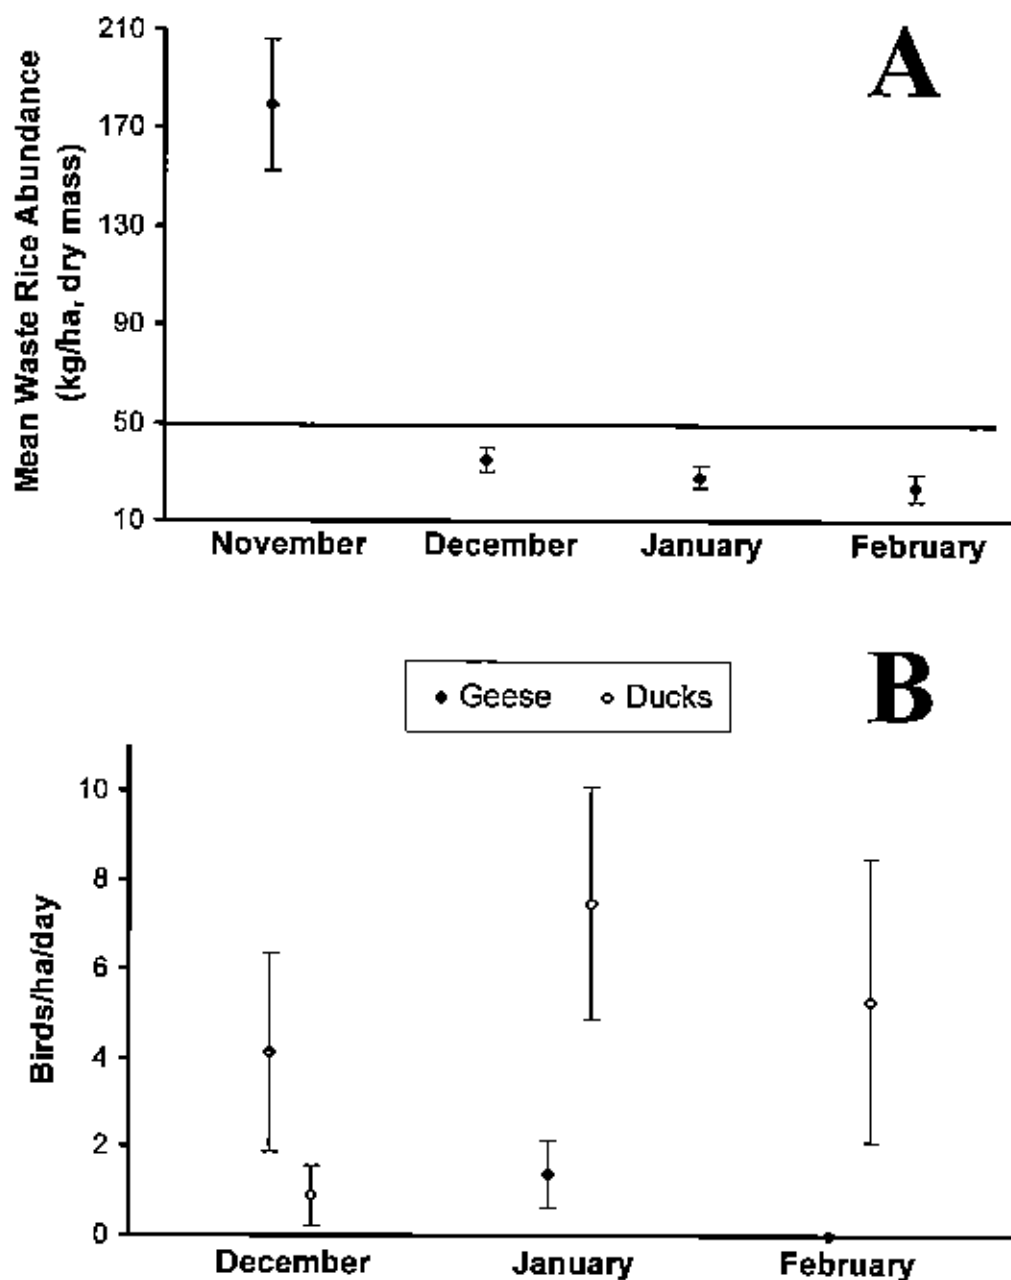 A
Mean Waste Rice Abundance
(kg/ha, dry mass)
210
170
130
90
50
10
November December January February
B
Geese Ducks
Birds/ha/day
10
8
6
4
2
0
December January February